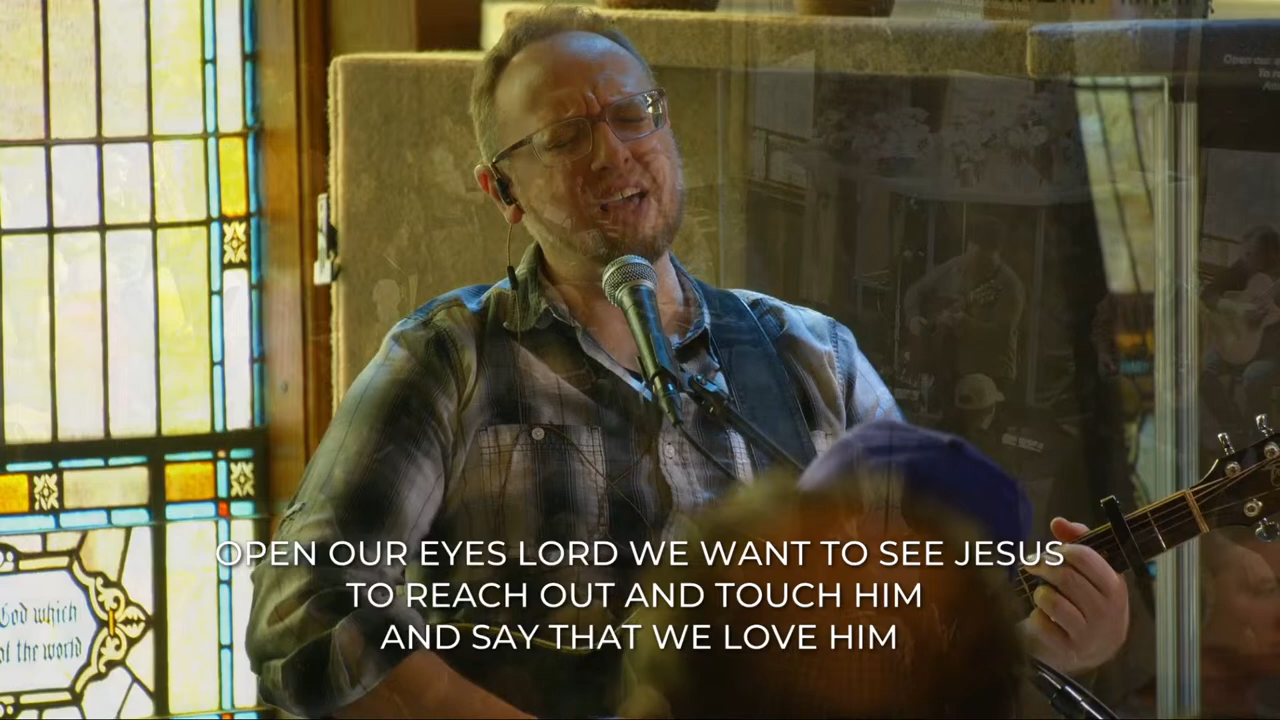 OPEN OUR EYES LORD WE WANT TO SEE JESUS
TO REACH OUT AND TOUCH HIM
AND SAY THAT WE LOVE HIM
God which
of the world